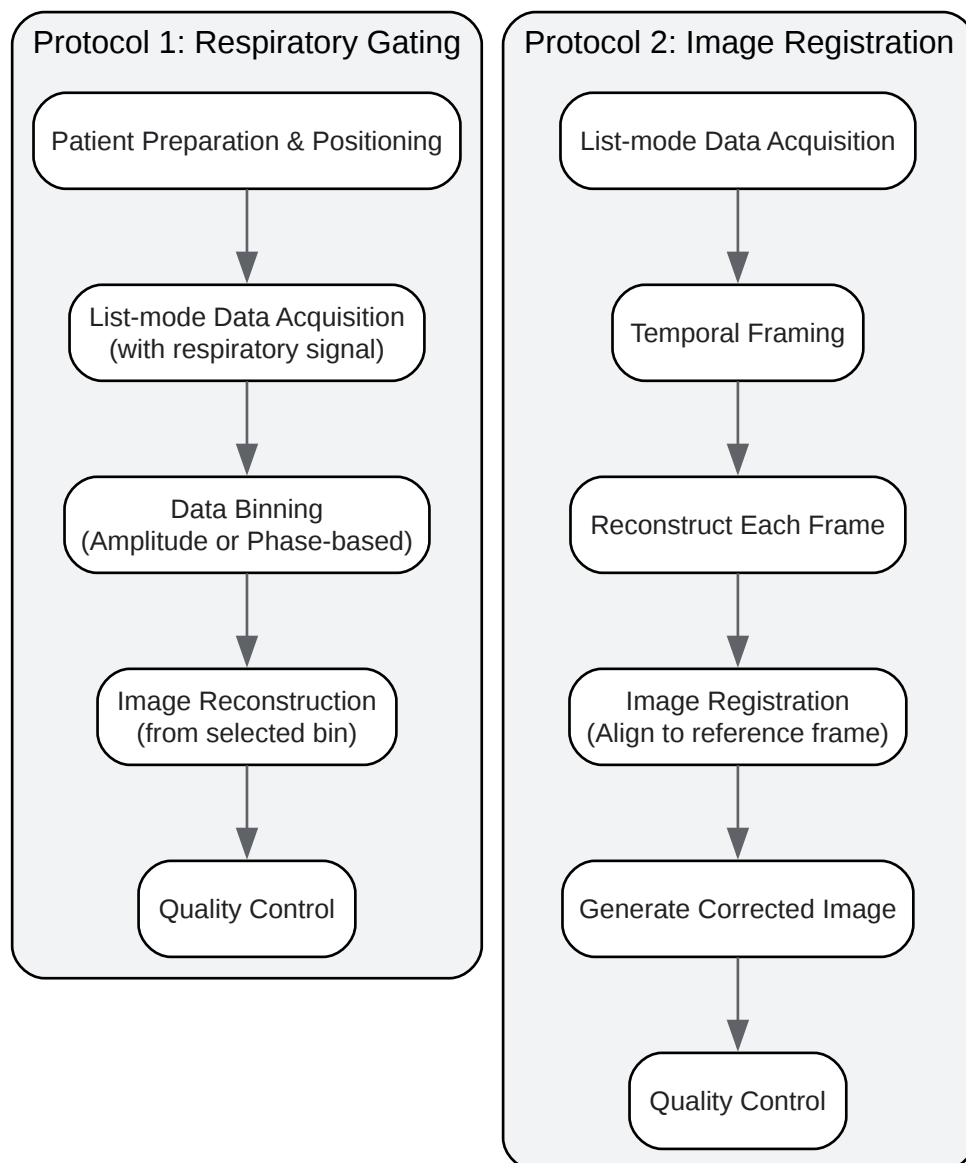 Protocol 1: Respiratory Gating
Patient Preparation & Positioning
List-mode Data Acquisition
(with respiratory signal)
Data Binning
(Amplitude or Phase-based)
Image Reconstruction
(from selected bin)
Quality Control
Protocol 2: Image Registration
List-mode Data Acquisition
Temporal Framing
Reconstruct Each Frame
Image Registration
(Align to reference frame)
Generate Corrected Image
Quality Control